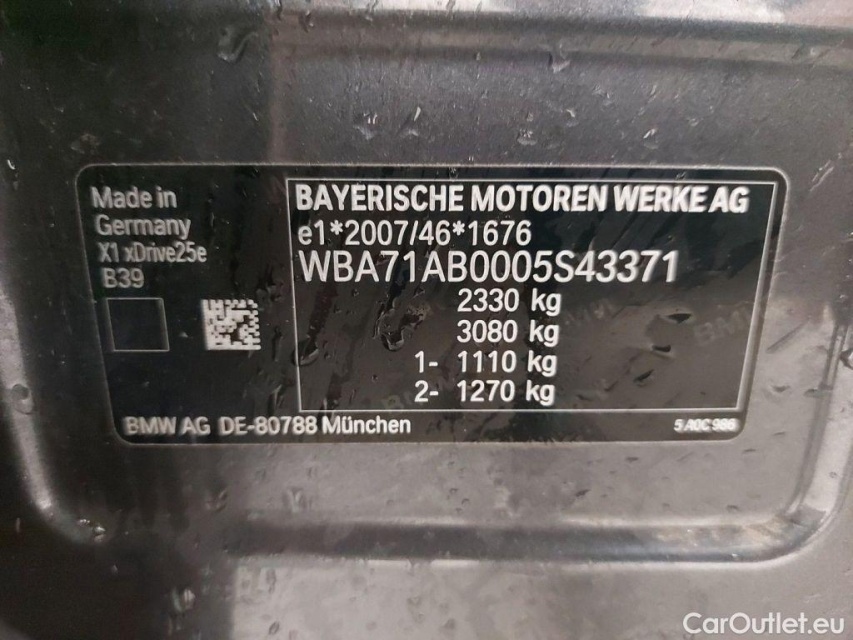 Made in
Germany
X1 xDrive25e
B39
BAYERISCHE MOTOREN WERKE AG
e1*2007/46*1676
WBA71AB0005S43371
2330 kg
3080 kg
1- 1110 kg
2- 1270 kg
BMW AG DE-80788 München
5 A0C 986
CarOutlet.eu